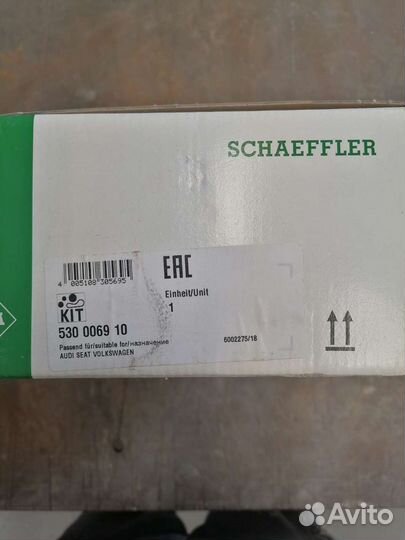 SCHAEFFLER
4 005108 305695
EAC
KIT
Einheit/Unit
1
530 0069 10
Passend für/suitable for/назначение
AUDI SEAT VOLKSWAGEN
6002275/18
Avito